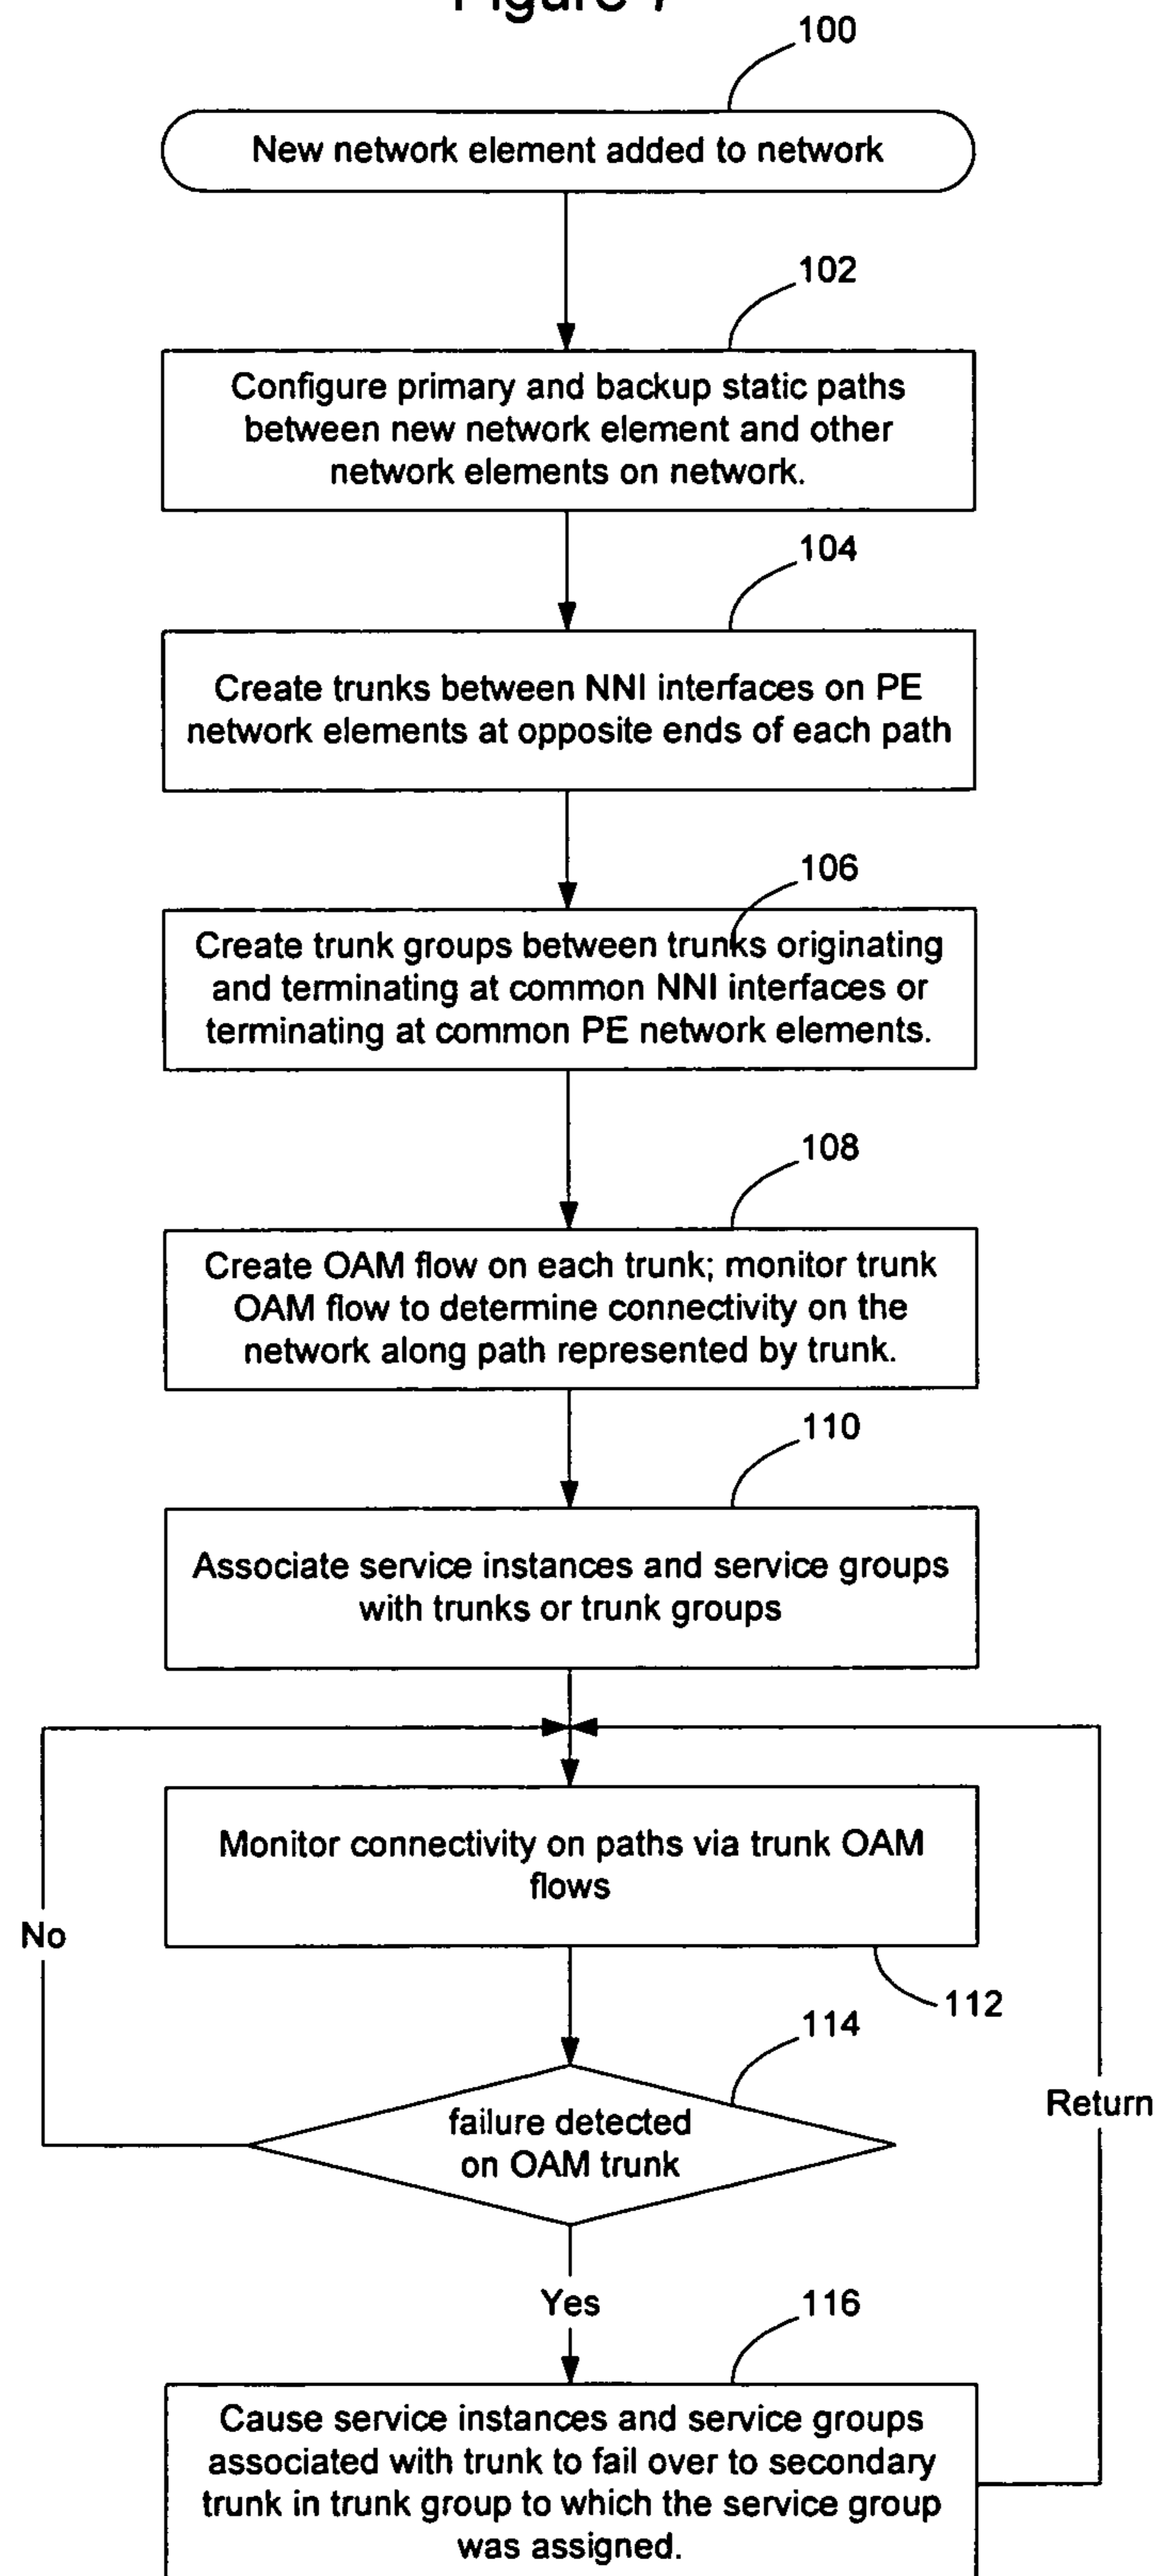 100
New network element added to network
102
Configure primary and backup static paths
between new network element and other
network elements on network.
104
Create trunks between NNI interfaces on PE
network elements at opposite ends of each path
106
Create trunk groups between trunks originating
and terminating at common NNI interfaces or
terminating at common PE network elements.
108
Create OAM flow on each trunk; monitor trunk
OAM flow to determine connectivity on the
network along path represented by trunk.
110
Associate service instances and service groups
with trunks or trunk groups
Monitor connectivity on paths via trunk OAM
flows
No
112
114
Return
failure detected
on OAM trunk
Yes
116
Cause service instances and service groups
associated with trunk to fail over to secondary
trunk in trunk group to which the service group
was assigned.